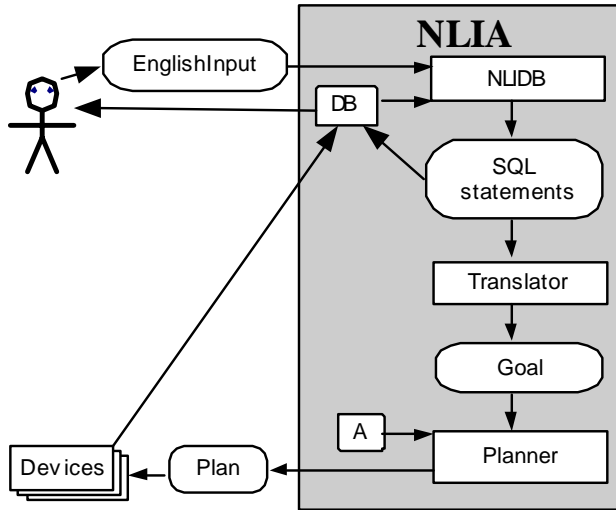 NLIA
EnglishInput
NLIDB
DB
SQL
statements
Translator
Goal
A
Planner
Devices
Plan